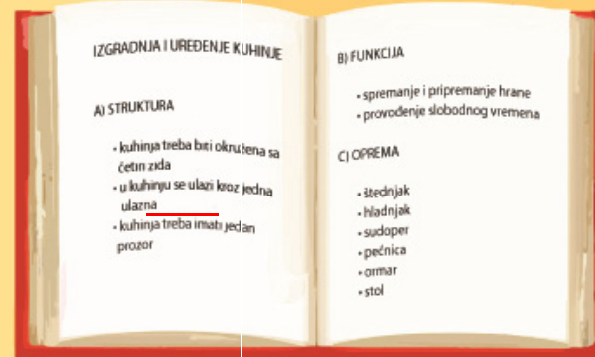 IZGRADNJA I UREĐENJE KUHINJE
A) STRUKTURA
• kuhinja treba biti okružena sa
četiri zida
• u kuhinju se ulazi kroz jedna
ulazna
• kuhinja treba imati jedan
prozor
B) FUNKCIJA
• spremanje i pripremanje hrane
• provođenje slobodnog vremena
C) OPREMA
• štednjak
• hladnjak
• sudoper
• pećnica
• ormar
• stol